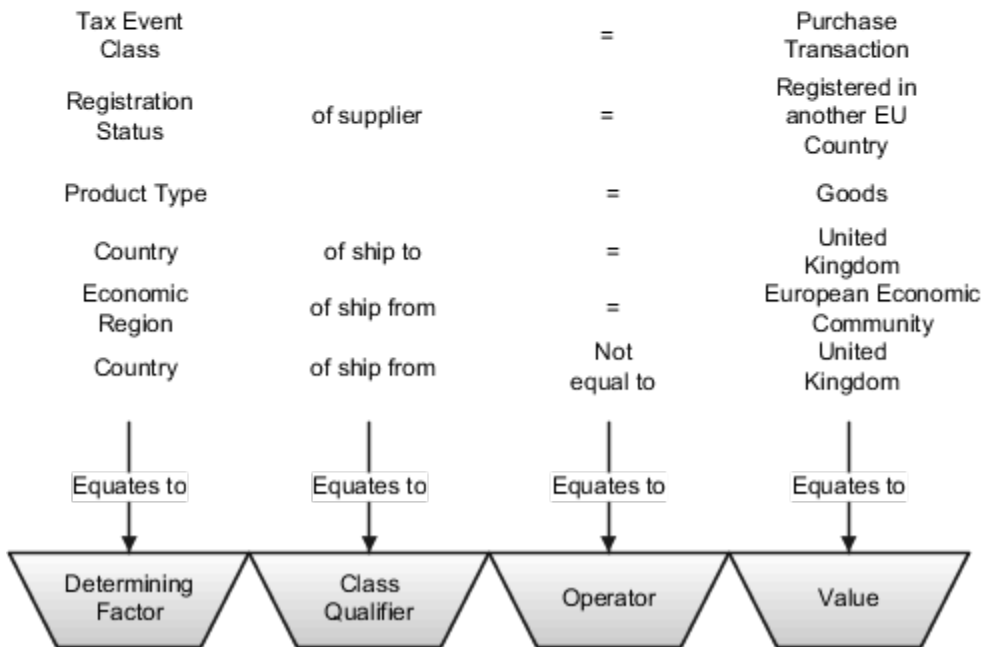 Tax Event
Class
=
Purchase
Transaction
Registration
Status
of supplier
=
Registered in
another EU
Country
Product Type
=
Goods
Country
of ship to
=
United
Kingdom
Economic
Region
of ship from
=
European Economic
Community
Country
of ship from
Not
equal to
United
Kingdom
Equates to
Equates to
Equates to
Equates to
Determining
Factor
Class
Qualifier
Operator
Value